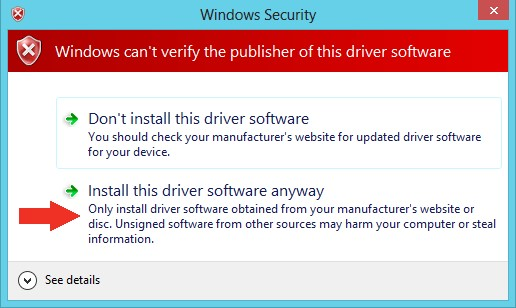 Windows Security
Windows can't verify the publisher of this driver software
Don't install this driver software
You should check your manufacturer's website for updated driver software
for your device.
Install this driver software anyway
Only install driver software obtained from your manufacturer's website or
disc. Unsigned software from other sources may harm your computer or steal
information.
See details